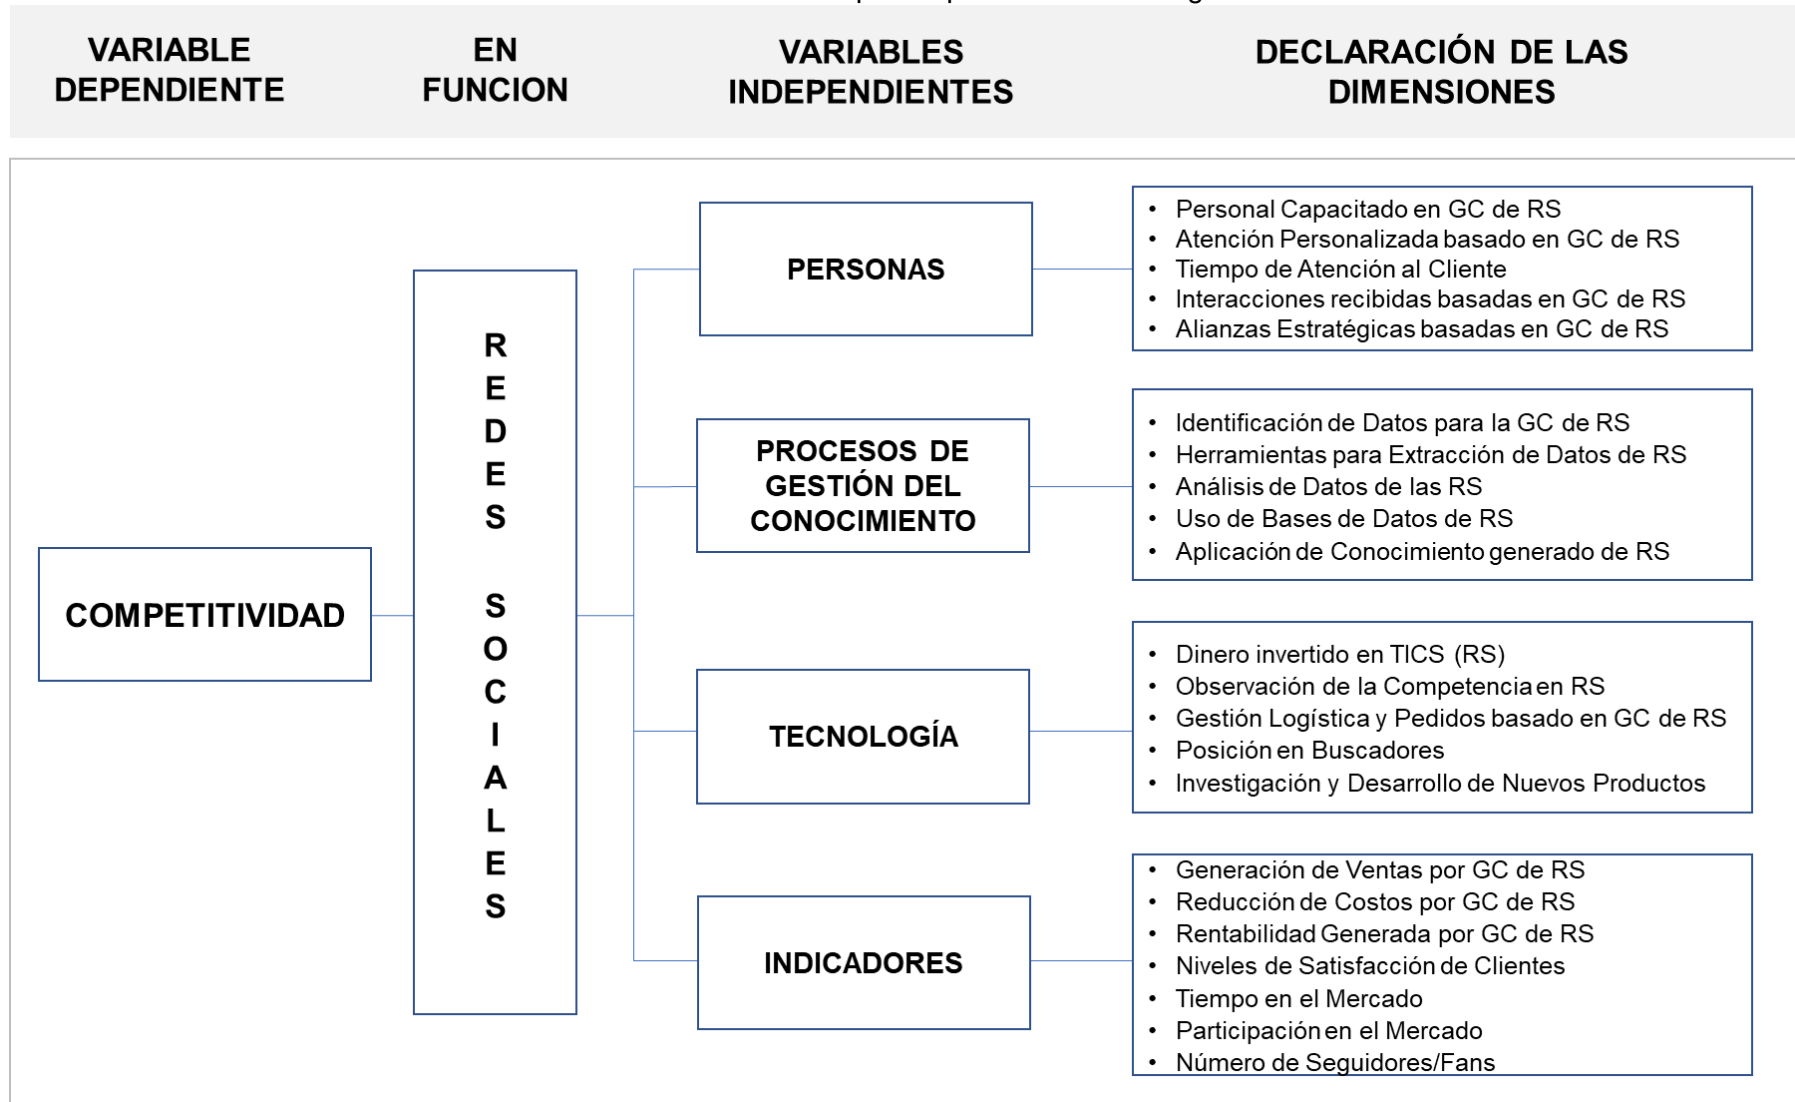 VARIABLE
DEPENDIENTE
EN
FUNCION
VARIABLES
INDEPENDIENTES
DECLARACIÓN DE LAS
DIMENSIONES
COMPETITIVIDAD
REDES SOCIALES
PERSONAS
• Personal Capacitado en GC de RS
• Atención Personalizada basado en GC de RS
• Tiempo de Atención al Cliente
• Interacciones recibidas basadas en GC de RS
• Alianzas Estratégicas basadas en GC de RS
PROCESOS DE
GESTIÓN DEL
CONOCIMIENTO
• Identificación de Datos para la GC de RS
• Herramientas para Extracción de Datos de RS
• Análisis de Datos de las RS
• Uso de Bases de Datos de RS
• Aplicación de Conocimiento generado de RS
TECNOLOGÍA
• Dinero invertido en TICS (RS)
• Observación de la Competencia en RS
• Gestión Logística y Pedidos basado en GC de RS
• Posición en Buscadores
• Investigación y Desarrollo de Nuevos Productos
INDICADORES
• Generación de Ventas por GC de RS
• Reducción de Costos por GC de RS
• Rentabilidad Generada por GC de RS
• Niveles de Satisfacción de Clientes
• Tiempo en el Mercado
• Participación en el Mercado
• Número de Seguidores/Fans